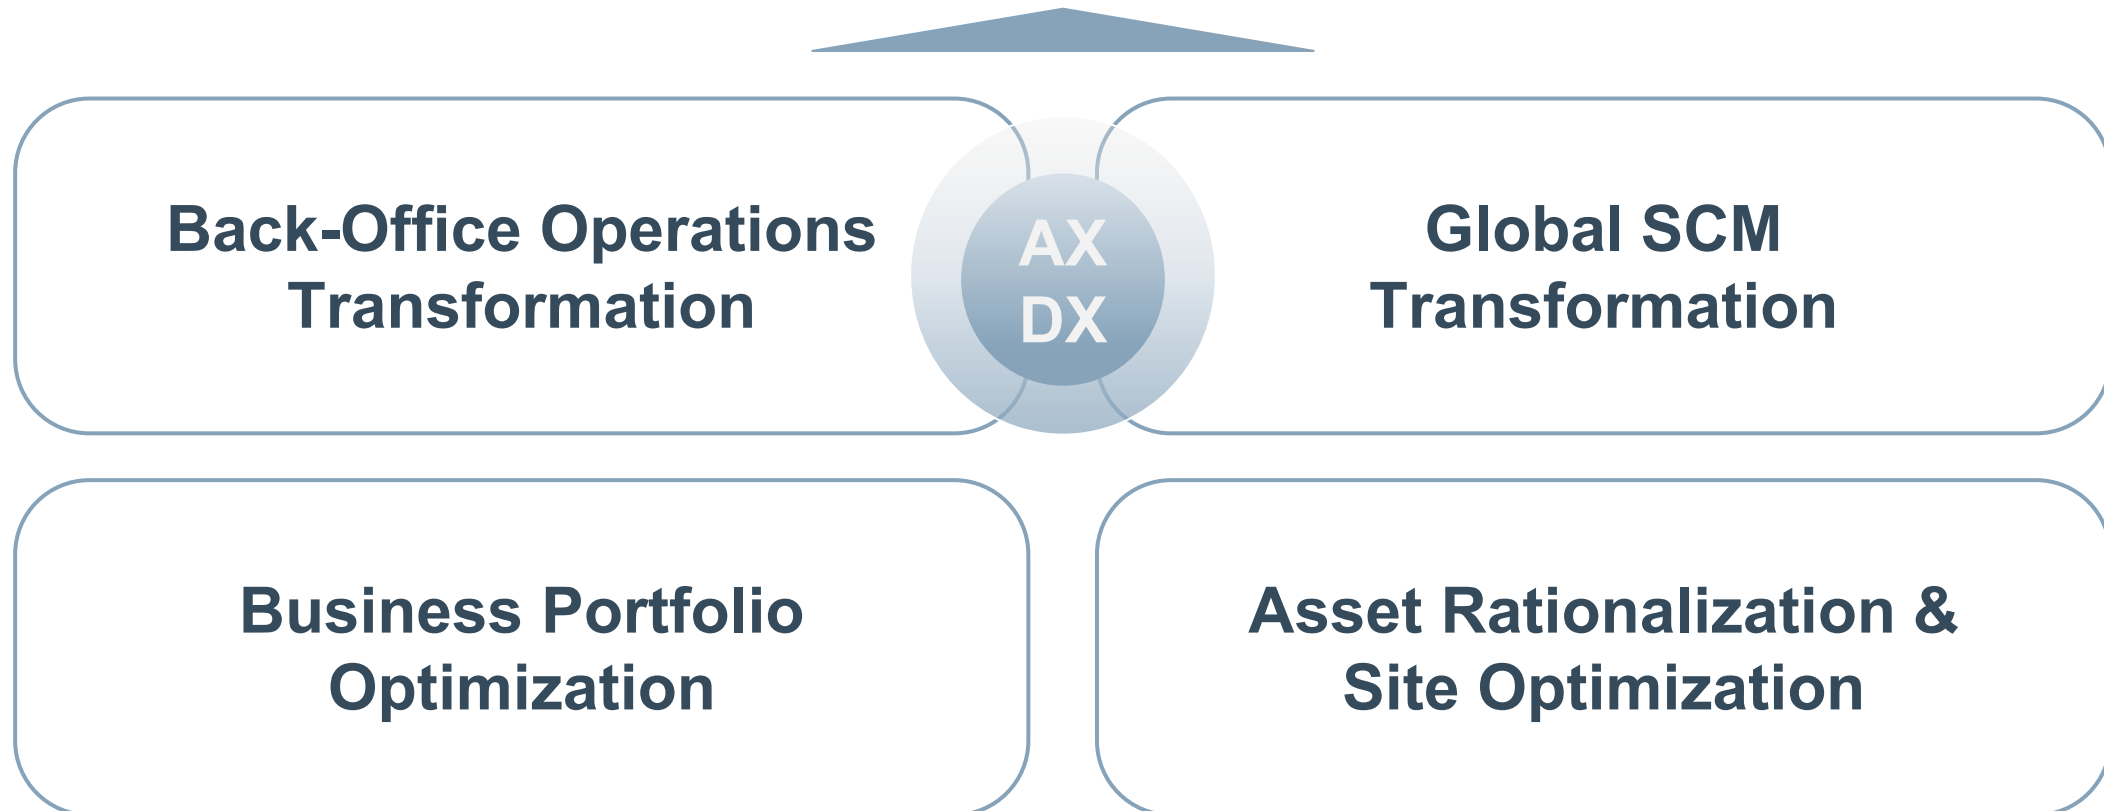 Back-Office Operations
Transformation
AX
DX
Global SCM
Transformation
Business Portfolio
Optimization
Asset Rationalization &
Site Optimization